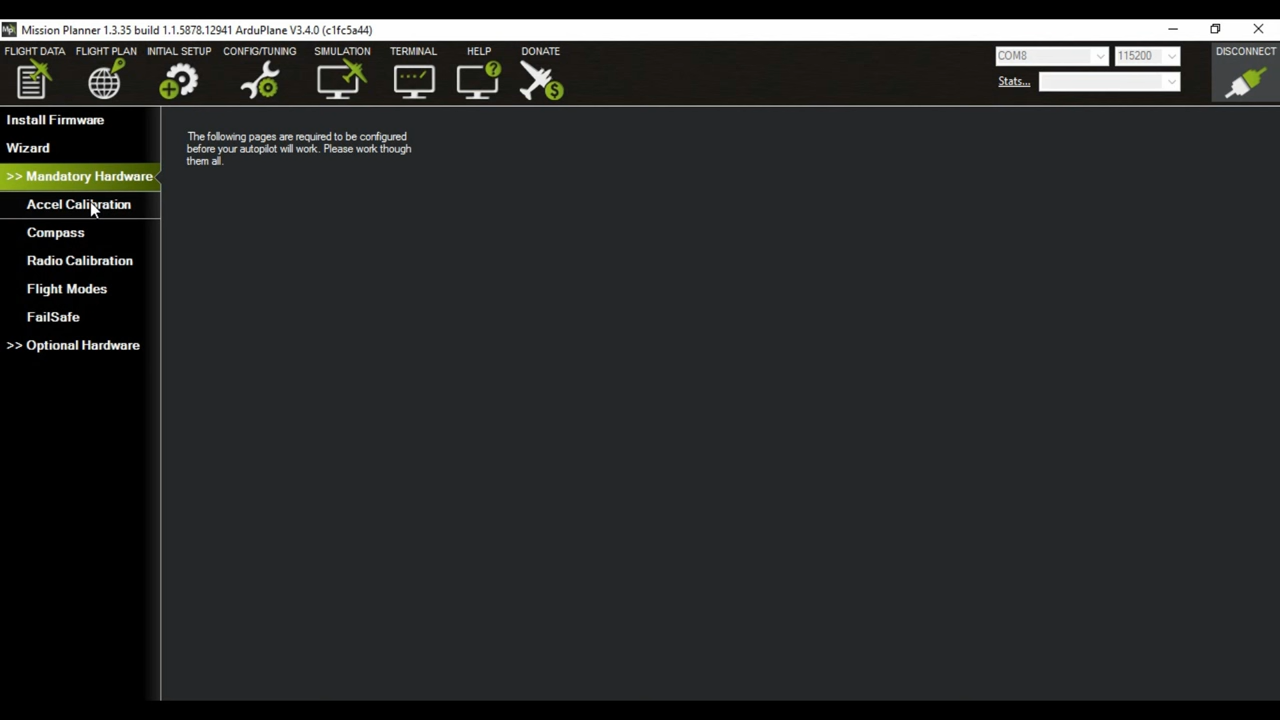 Mission Planner 1.3.35 build 1.1.5878.12941 ArduPlane V3.4.0 (c1fc5a44)
FLIGHT DATA FLIGHT PLAN INITIAL SETUP CONFIG/TUNING SIMULATION TERMINAL HELP DONATE
COM8 115200 DISCONNECT
Stats...
Install Firmware
Wizard
>> Mandatory Hardware
Accel Calibration
Compass
Radio Calibration
Flight Modes
FailSafe
>> Optional Hardware
The following pages are required to be configured
before your autopilot will work. Please work though
them all.